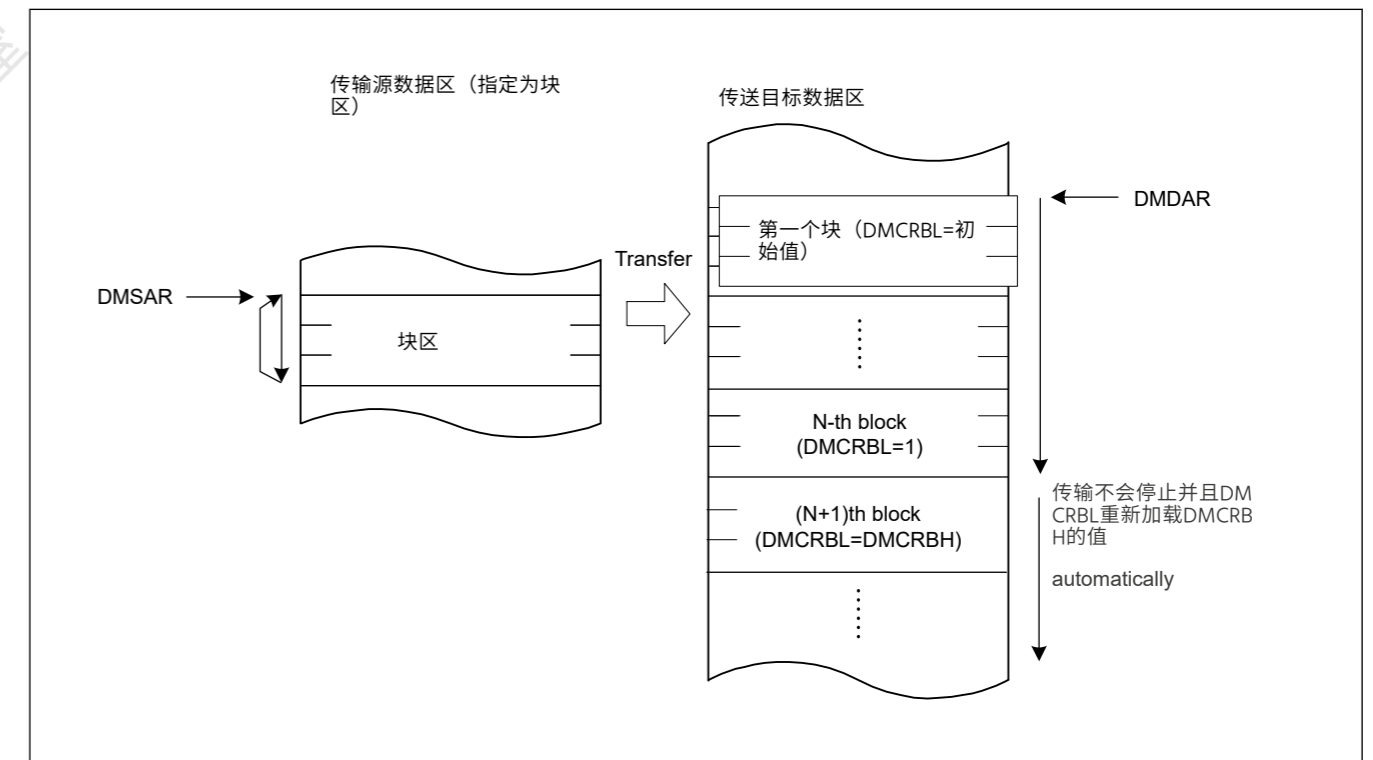 传输源数据区（指定为块
区）
传送目标数据区
DMDAR
第一个块（DMCRBL=初
始值）
Transfer
DMSAR
块区
N-th block
(DMCRBL=1)
传输不会停止并且DM
CRBL重新加载DMCRB
H的值
(N+1)th block
(DMCRBL=DMCRBH)
automatically